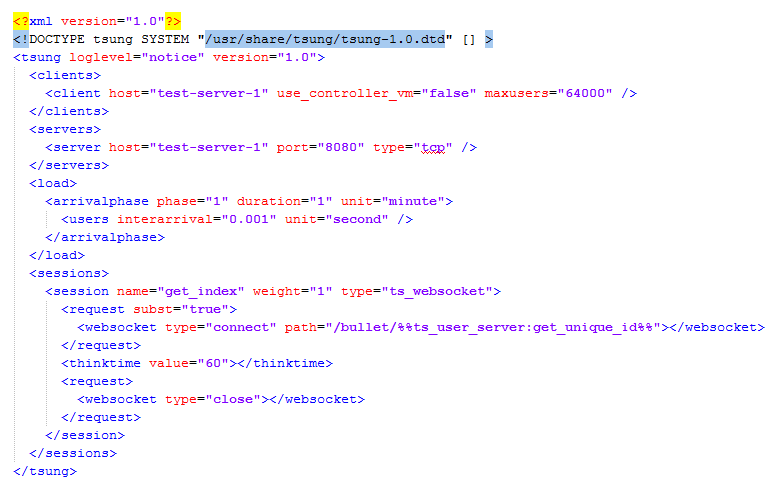 <?xml version="1.0"?>
<!DOCTYPE tsung SYSTEM "/usr/share/tsung/tsung-1.0.dtd" [] >
<tsung loglevel="notice" version="1.0">
  <clients>
    <client host="test-server-1" use_controller_vm="false" maxusers="64000" />
  </clients>
  <servers>
    <server host="test-server-1" port="8080" type="tcp" />
  </servers>
  <load>
    <arrivalphase phase="1" duration="1" unit="minute">
      <users interarrival="0.001" unit="second" />
    </arrivalphase>
  </load>
  <sessions>
    <session name="get_index" weight="1" type="ts_websocket">
      <request subst="true">
        <websocket type="connect" path="/bullet/%%ts_user_server:get_unique_id%%"></websocket>
      </request>
      <thinktime value="60"></thinktime>
      <request>
        <websocket type="close"></websocket>
      </request>
    </session>
  </sessions>
</tsung>